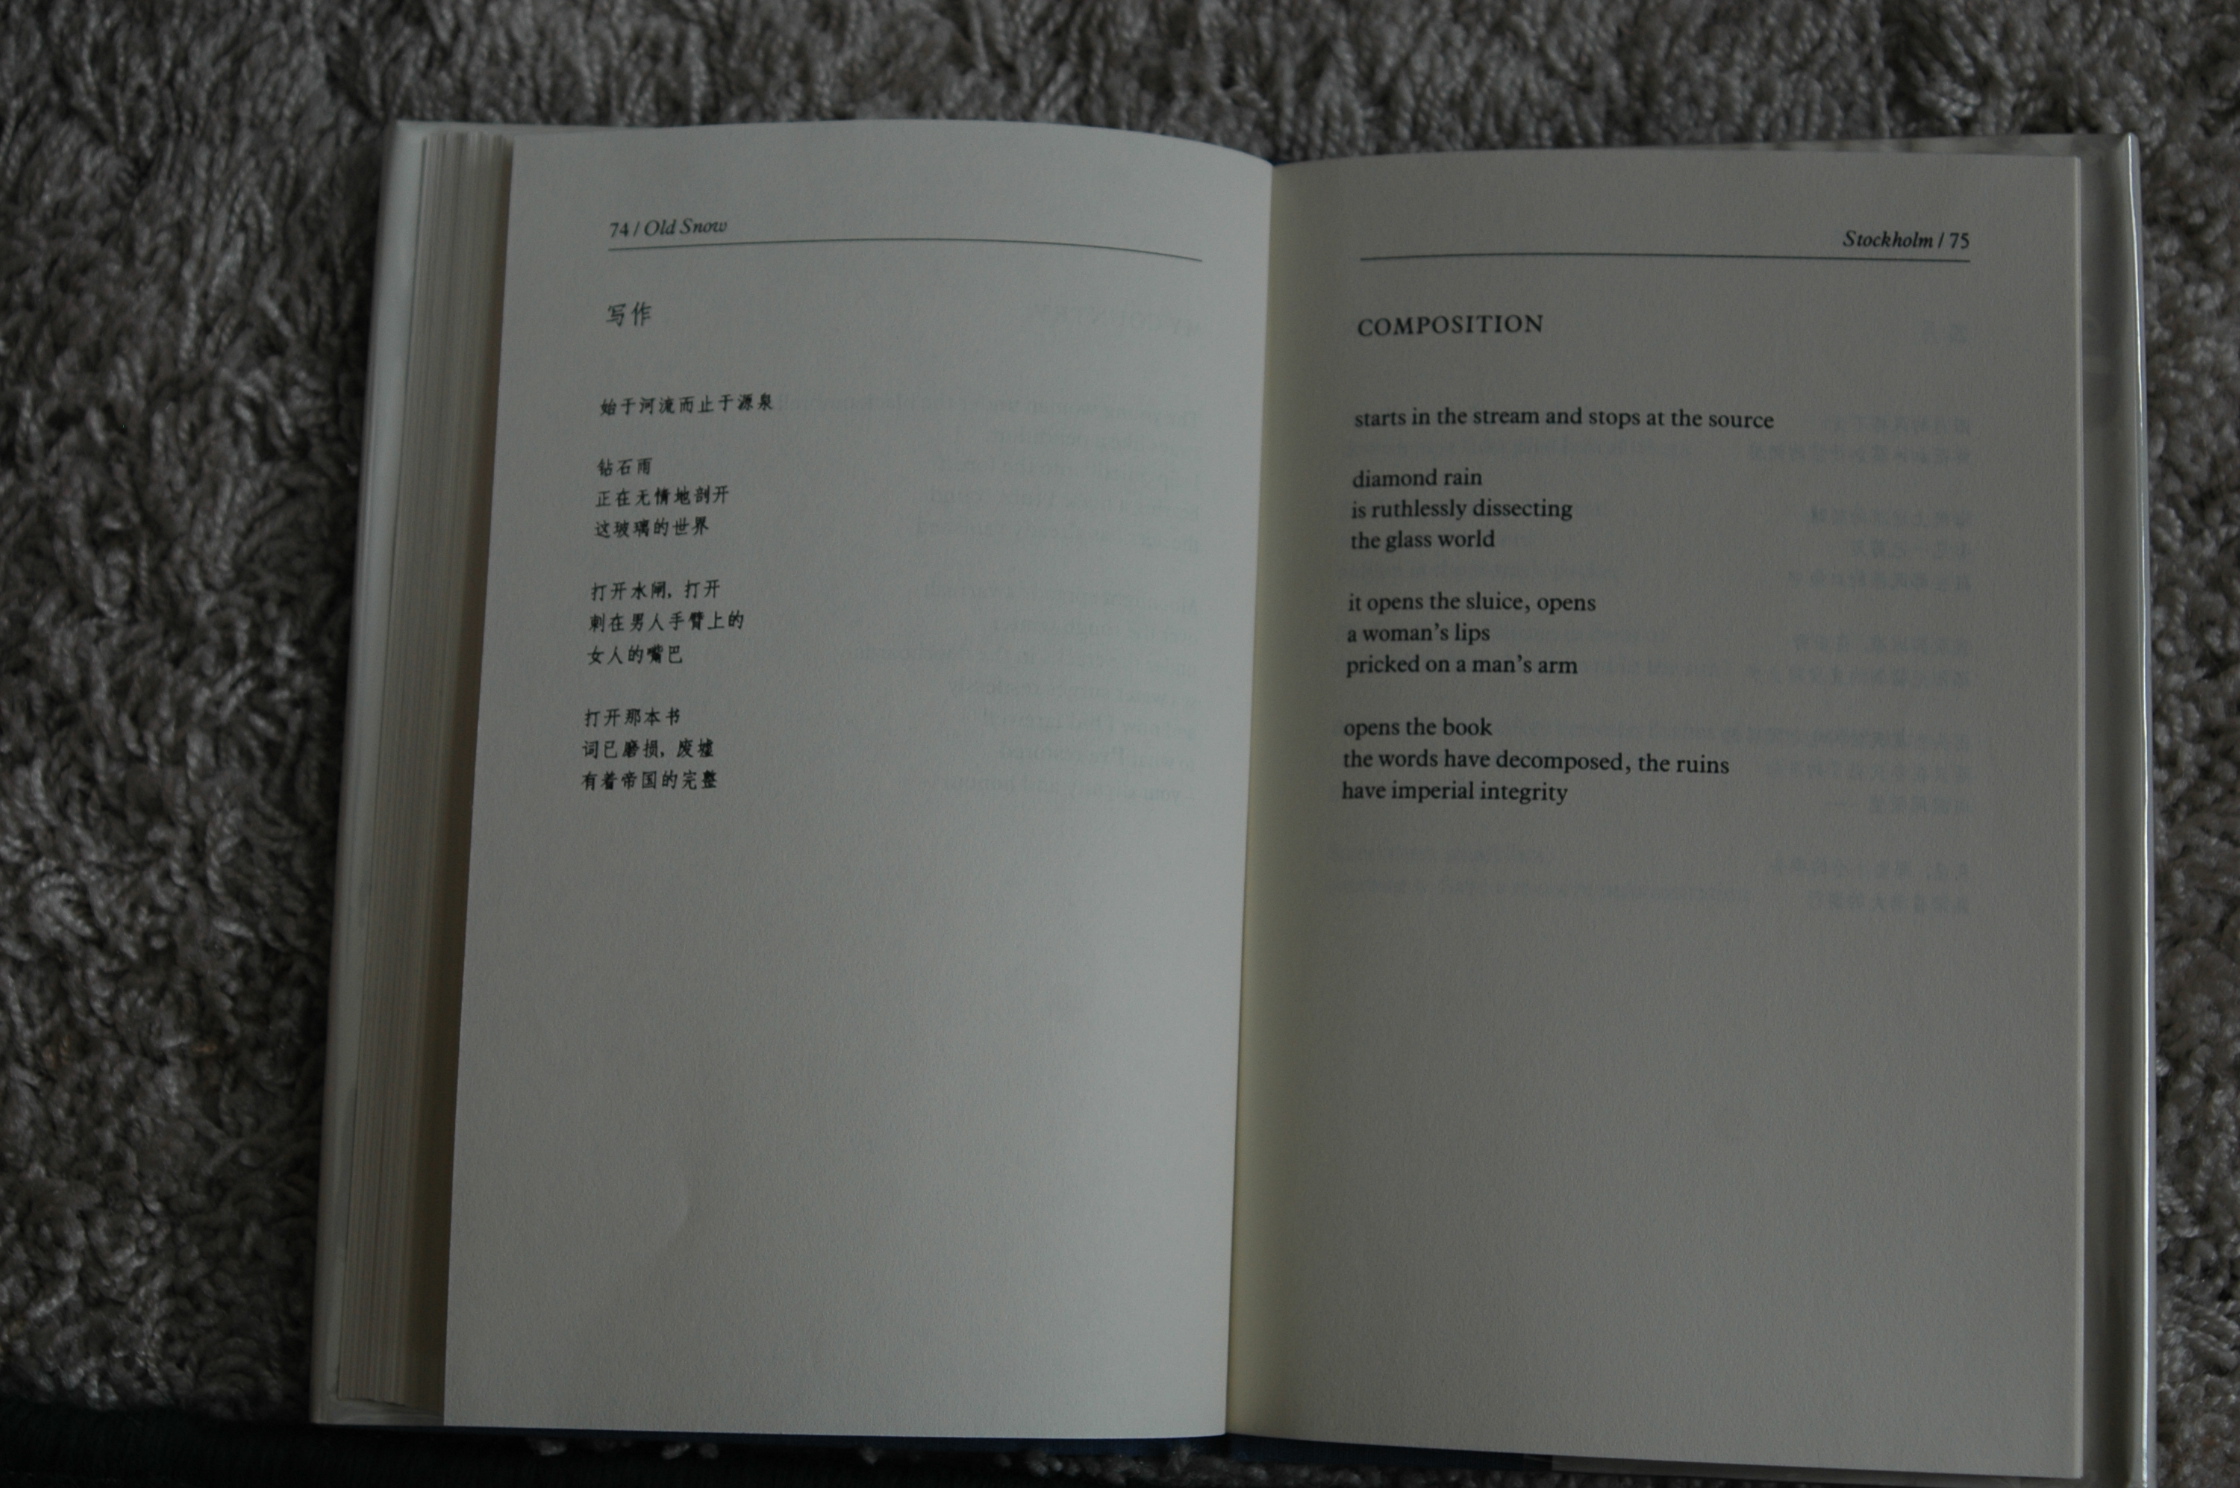 74 / Old Snow
写作
始于河流而止于源泉
钻石雨
正在无情地剖开
这玻璃的世界
打开水闸，打开
刺在男人手臂上的
女人的嘴巴
打开那本书
词已磨损，废墟
有着帝国的完整
Stockholm / 75
COMPOSITION
starts in the stream and stops at the source
diamond rain
is ruthlessly dissecting
the glass world
it opens the sluice, opens
a woman's lips
pricked on a man's arm
opens the book
the words have decomposed, the ruins
have imperial integrity